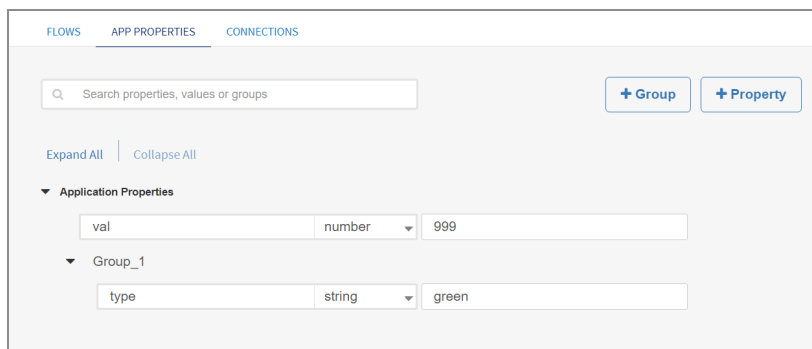 FLOWS APP PROPERTIES CONNECTIONS
Search properties, values or groups + Group + Property
Expand All Collapse All
Application Properties
val number 999
Group_1
type string green